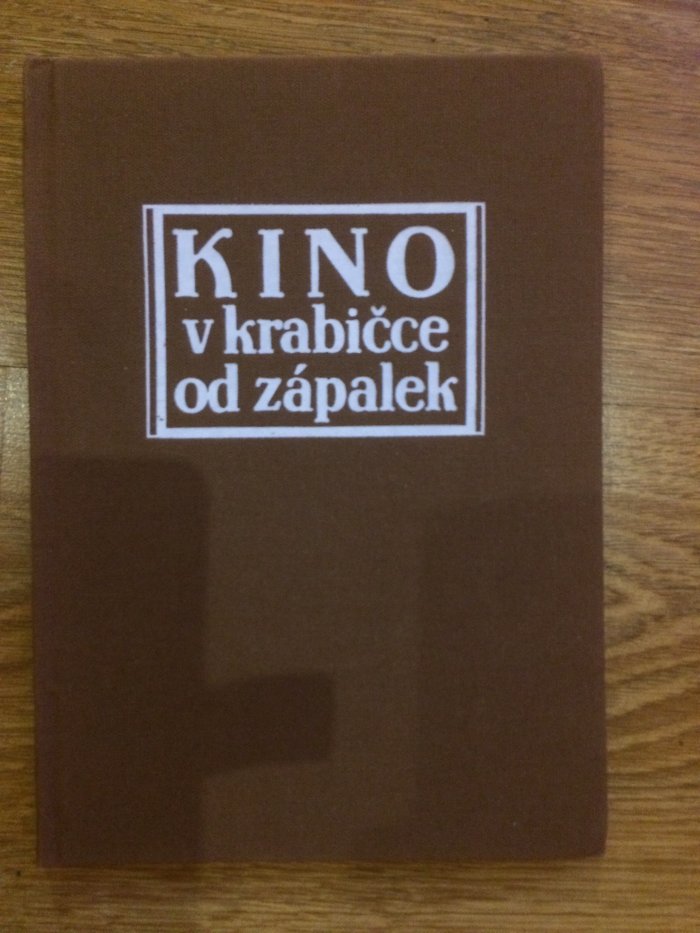 KINO
v krabičce
od zápalek